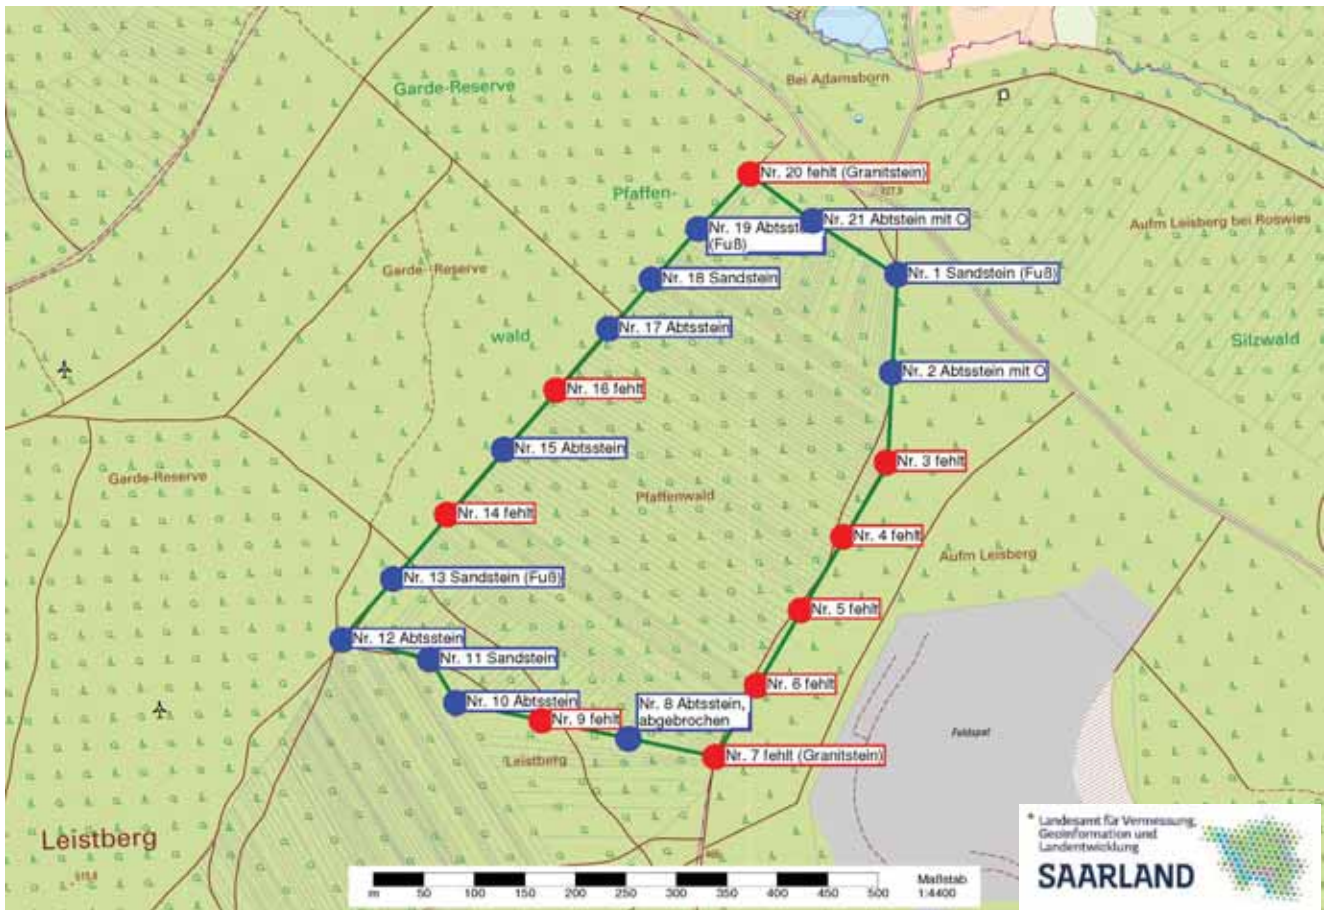 Garde-Reserve
Bei Adamsborn
Nr. 20 fehlt (Granitstein)
Pfaffen-
Nr. 21 Abtstein mit O
Aufm Leisberg bei Roswies
Nr. 19 Abtsste
(Fuß)
Garde-Reserve
Nr. 18 Sandstein
Nr. 1 Sandstein (Fuß)
Nr. 17 Abtsstein
wald
Silzwald
Nr. 2 Abtsstein mit O
Nr. 16 fehlt
Nr. 15 Abtsstein
Nr. 3 fehlt
Garde-Reserve
Pfaffenwald
Nr. 14 fehlt
Nr. 4 fehlt
Aufm Leisberg
Nr. 13 Sandstein (Fuß)
Nr. 5 fehlt
Nr. 12 Abtsstein
Nr. 11 Sandstein
Nr. 6 fehlt
Nr. 10 Abtsstein
Nr. 8 Abtsstein,
abgebrochen
Nr. 9 fehlt
Feldspat
Leistberg
Nr. 7 fehlt (Granitstein)
Leistberg
Landesamt für Vermessung,
Geoinformation und
Landentwicklung
SAARLAND
m 50 100 150 200 250 300 350 400 450 500
Maßstab
1:4400